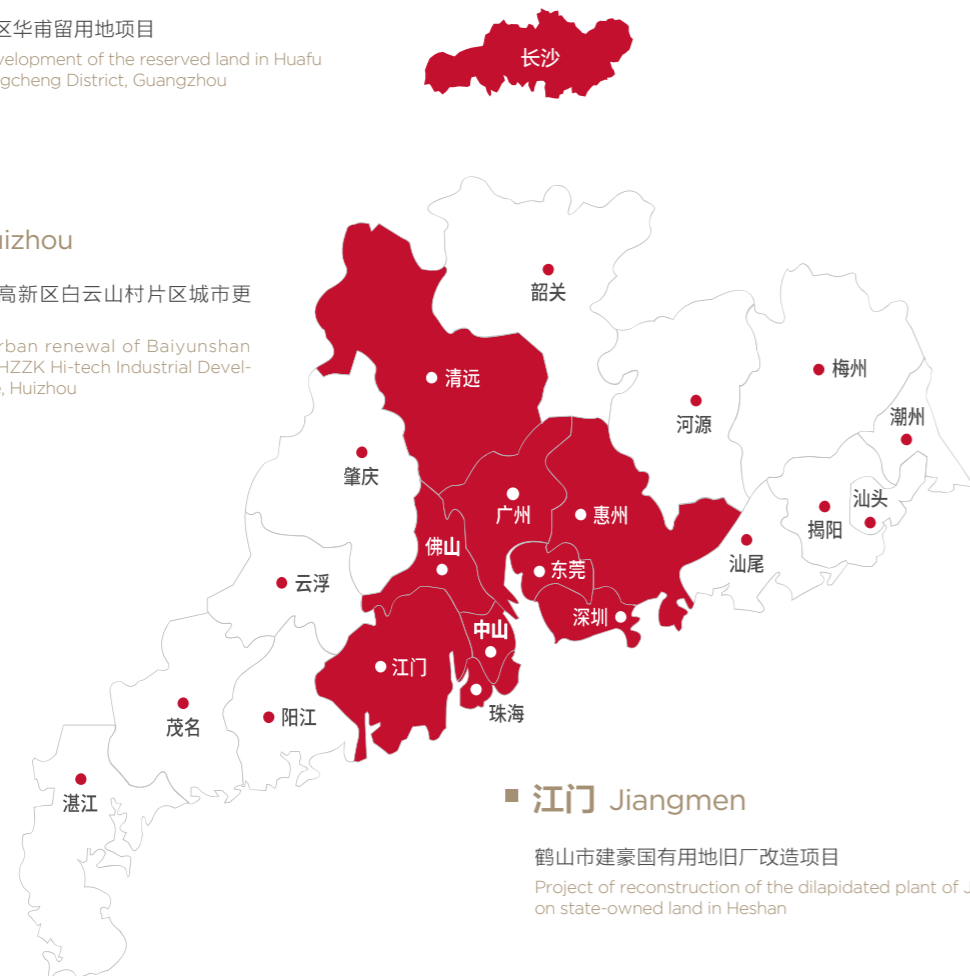 区华甫留用地项目
velopment of the reserved land in Huafu
gcheng District, Guangzhou
长沙
uizhou
高新区白云山村片区城市更
rban renewal of Baiyunshan
HZZK Hi-tech Industrial Devel-
, Huizhou
韶关
清远
梅州
河源
潮州
肇庆
汕头
广州
惠州
揭阳
佛山
汕尾
东莞
云浮
深圳
中山
江门
珠海
阳江
茂名
湛江
江门 Jiangmen
鹤山市建豪国有用地旧厂改造项目
Project of reconstruction of the dilapidated plant of J
on state-owned land in Heshan